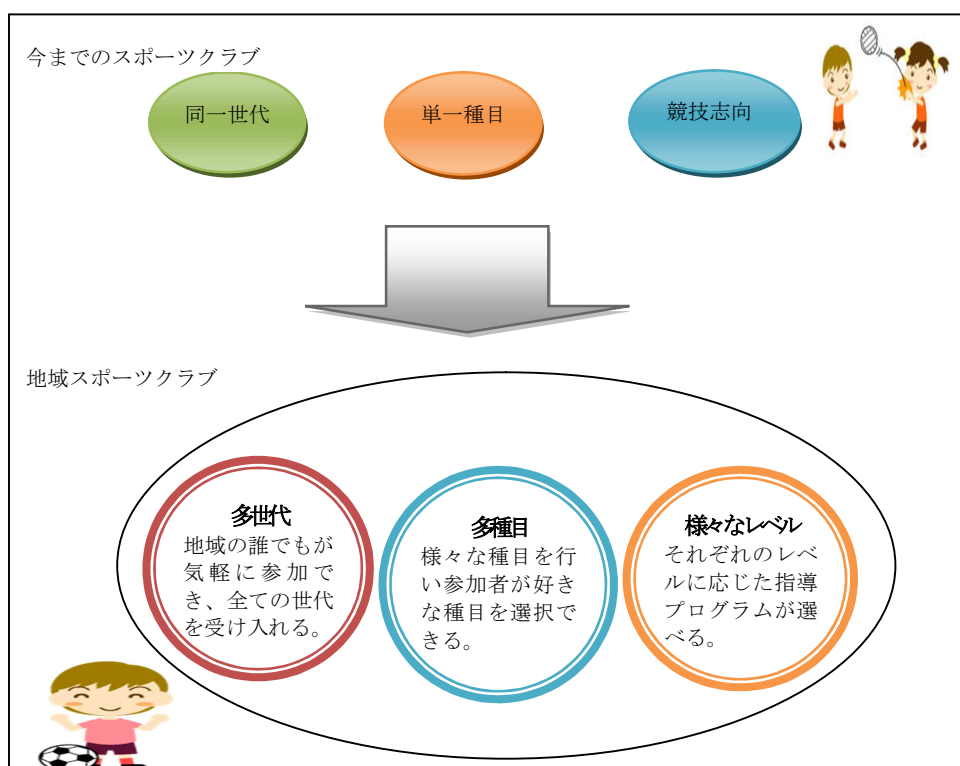 今までのスポーツクラブ
同一世代
単一種目
競技志向
地域スポーツクラブ
多世代
地域の誰でもが
気軽に参加で
き、全ての世代
を受け入れる。
多種目
様々な種目を行
い参加者が好き
な種目を選択で
きる。
様々なレベル
それぞれのレベ
ルに応じた指導
プログラムが選
べる。